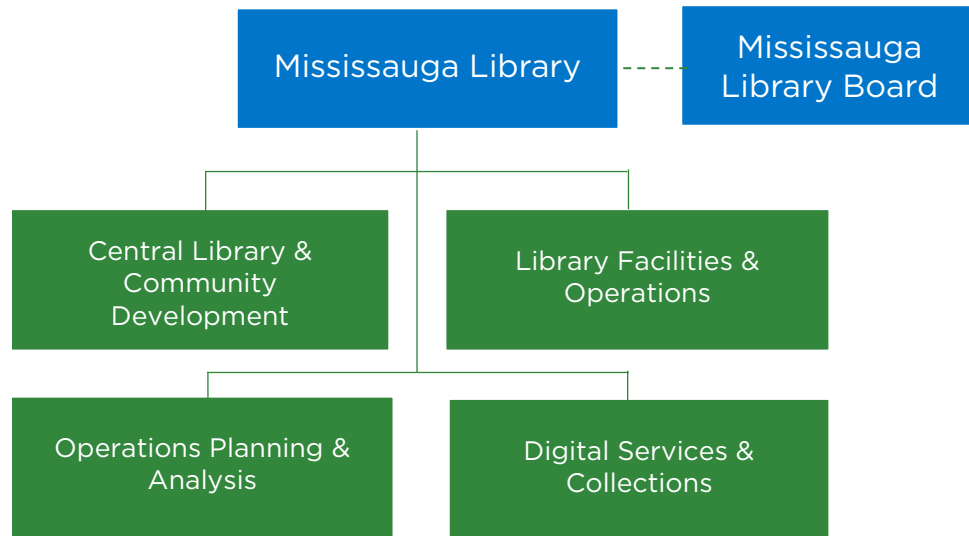 Mississauga Library
Mississauga
Library Board
Central Library &
Community
Development
Library Facilities &
Operations
Operations Planning &
Analysis
Digital Services &
Collections